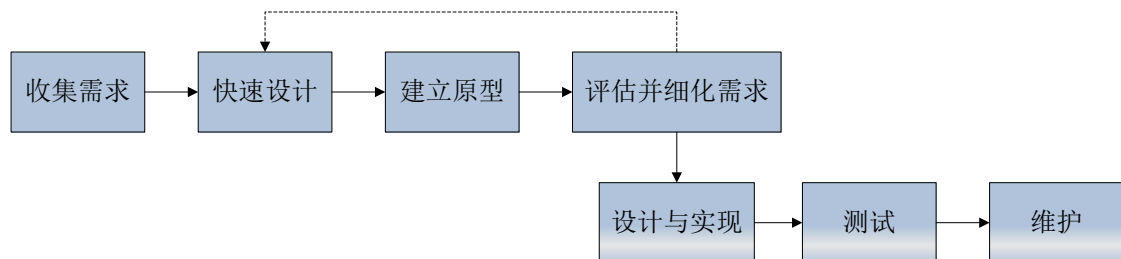 收集需求
快速设计
建立原型
评估并细化需求
设计与实现
测试
维护